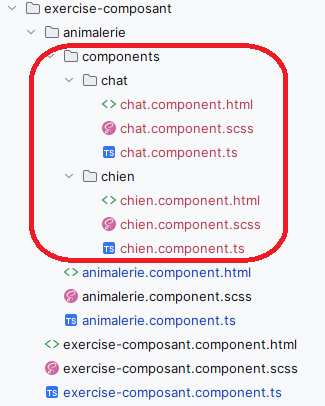 exercise-composant
animalerie
components
chat
<> chat.component.html
chat.component.scss
TS chat.component.ts
chien
<> chien.component.html
chien.component.scss
TS chien.component.ts
<> animalerie.component.html
animalerie.component.scss
TS animalerie.component.ts
<> exercise-composant.component.html
exercise-composant.component.scss
TS exercise-composant.component.ts